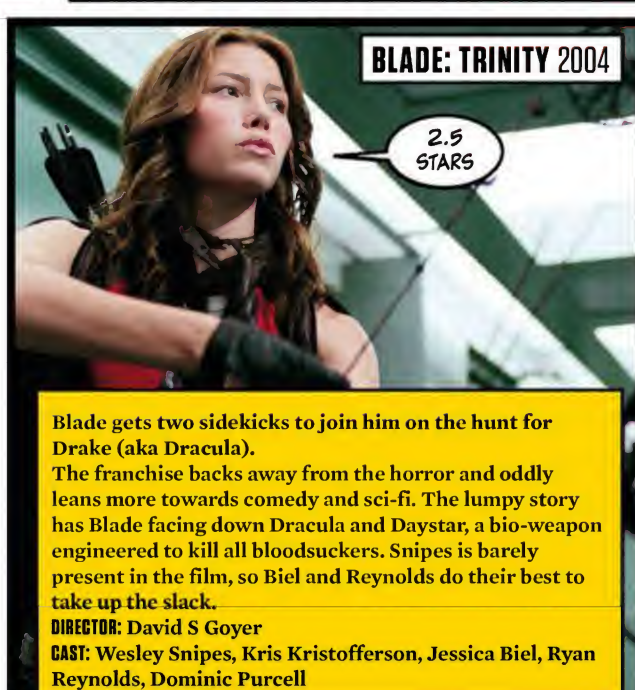 BLADE: TRINITY 2004
2.5
STARS
Blade gets two sidekicks to join him on the hunt for
Drake (aka Dracula).
The franchise backs away from the horror and oddly
leans more towards comedy and sci-fi. The lumpy story
has Blade facing down Dracula and Daystar, a bio-weapon
engineered to kill all bloodsuckers. Snipes is barely
present in the film, so Biel and Reynolds do their best to
take up the slack.
DIRECTOR: David S Goyer
CAST: Wesley Snipes, Kris Kristofferson, Jessica Biel, Ryan
Reynolds, Dominic Purcell